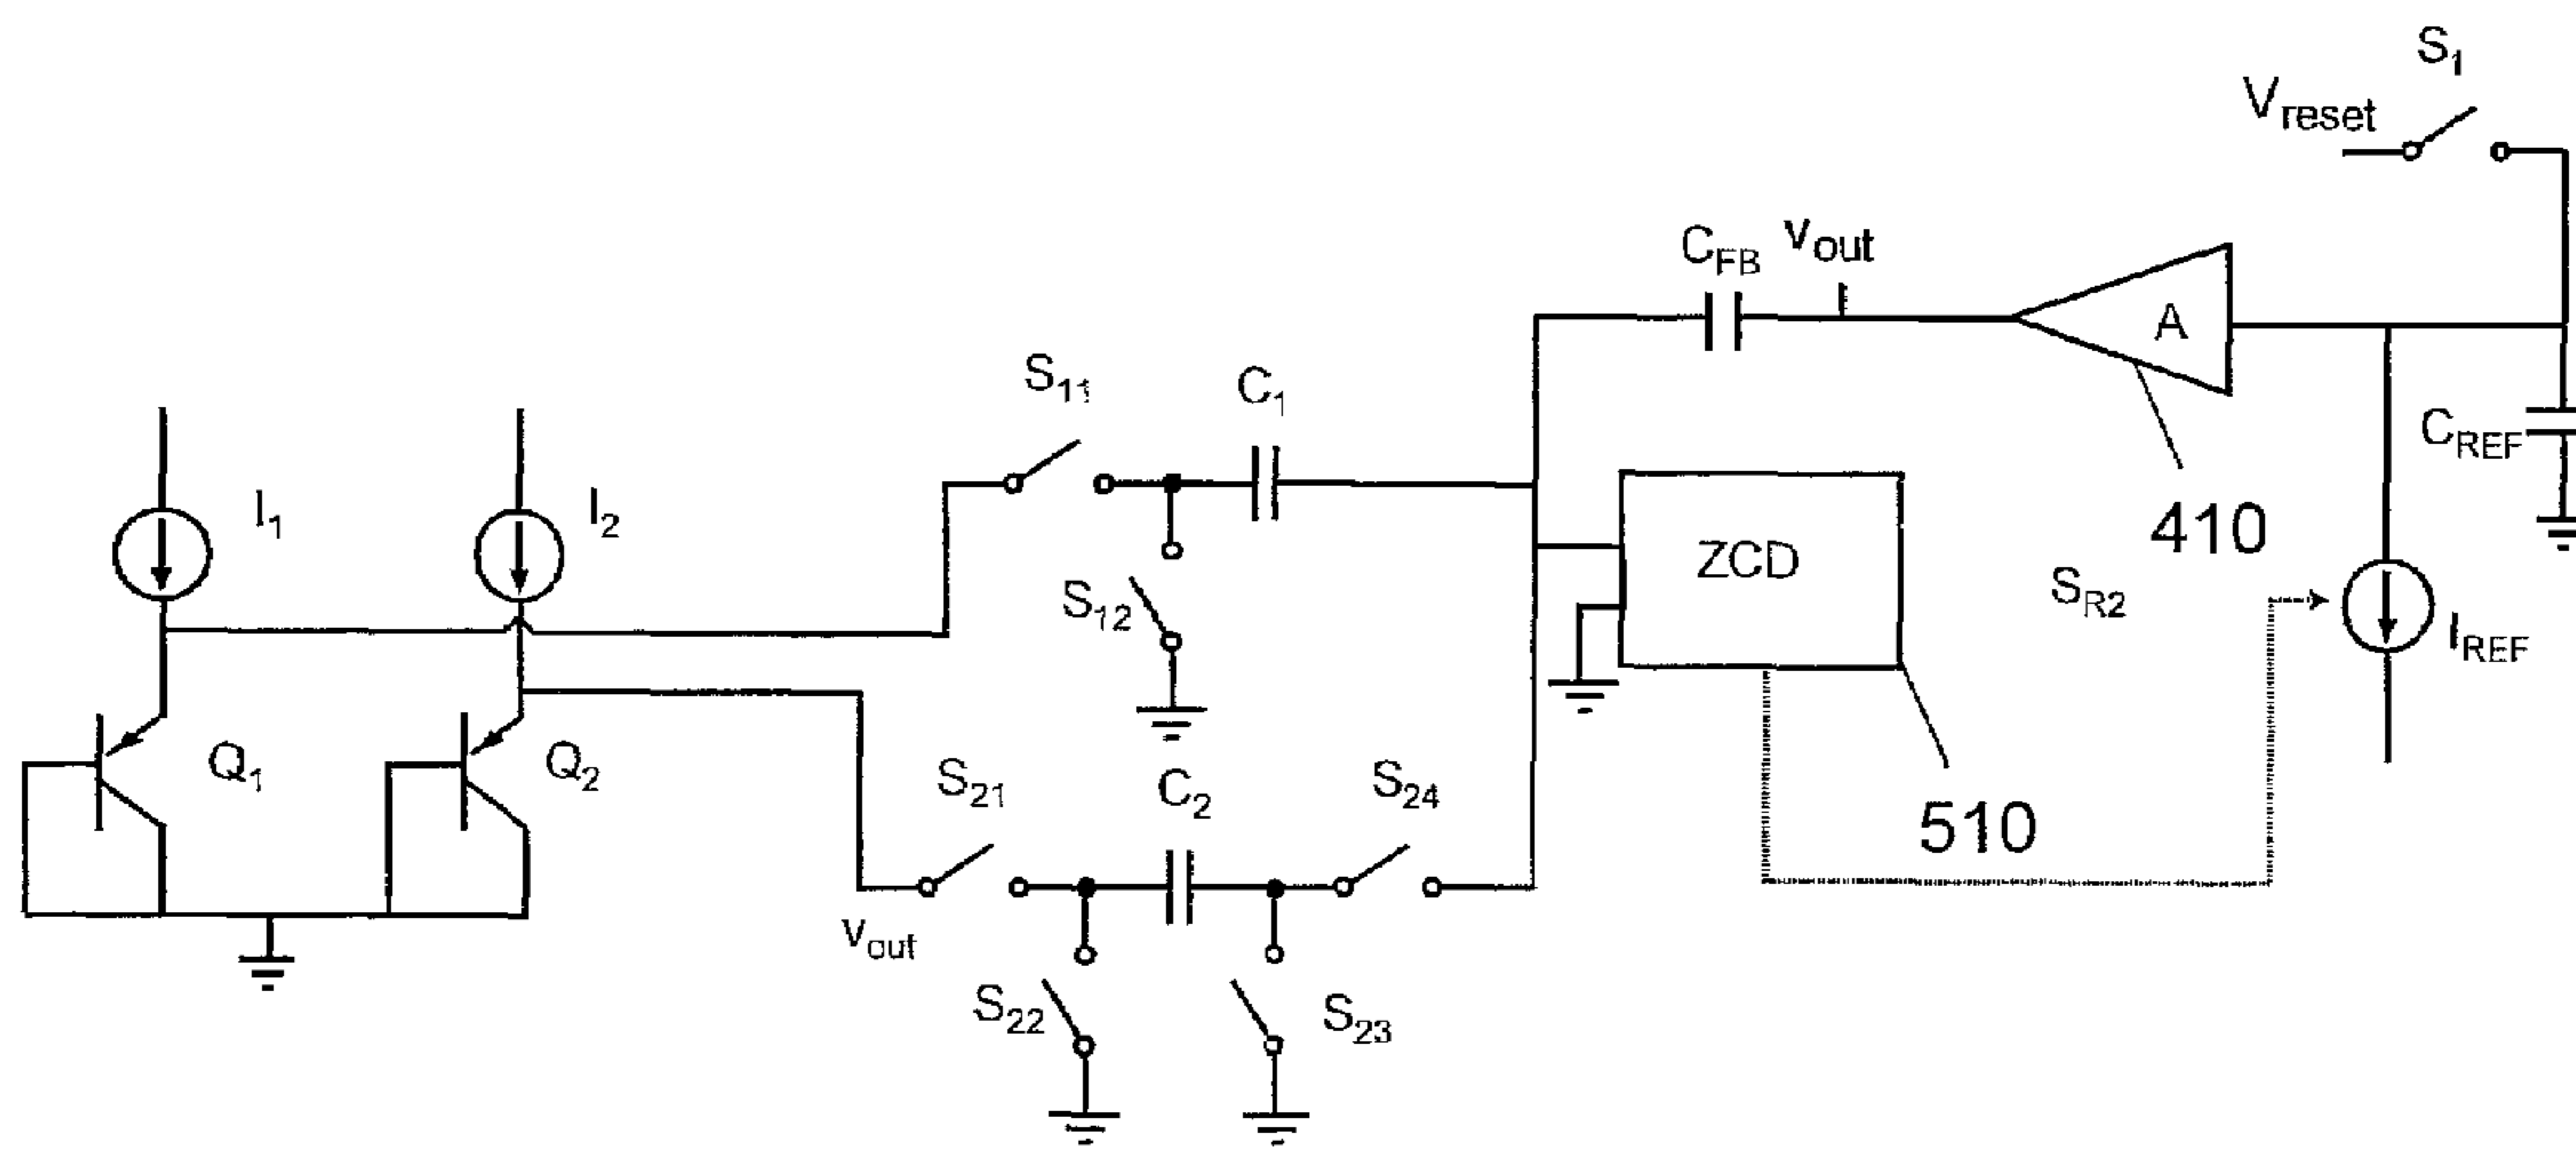 S1
Vreset
CFB
vout
A
S11
C1
CREF
I1
I2
410
ZCD
S12
SR2
IREF
Q1
Q2
S21
C2
S24
510
vout
S22
S23